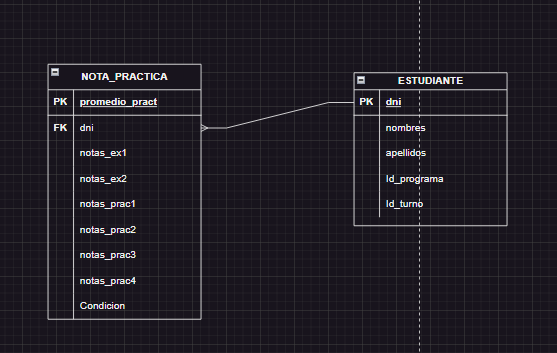 NOTA_PRACTICA
PK promedio_pract
FK dni
notas_ex1
notas_ex2
notas_prac1
notas_prac2
notas_prac3
notas_prac4
Condicion
ESTUDIANTE
PK dni
nombres
apellidos
Id_programa
Id_turno